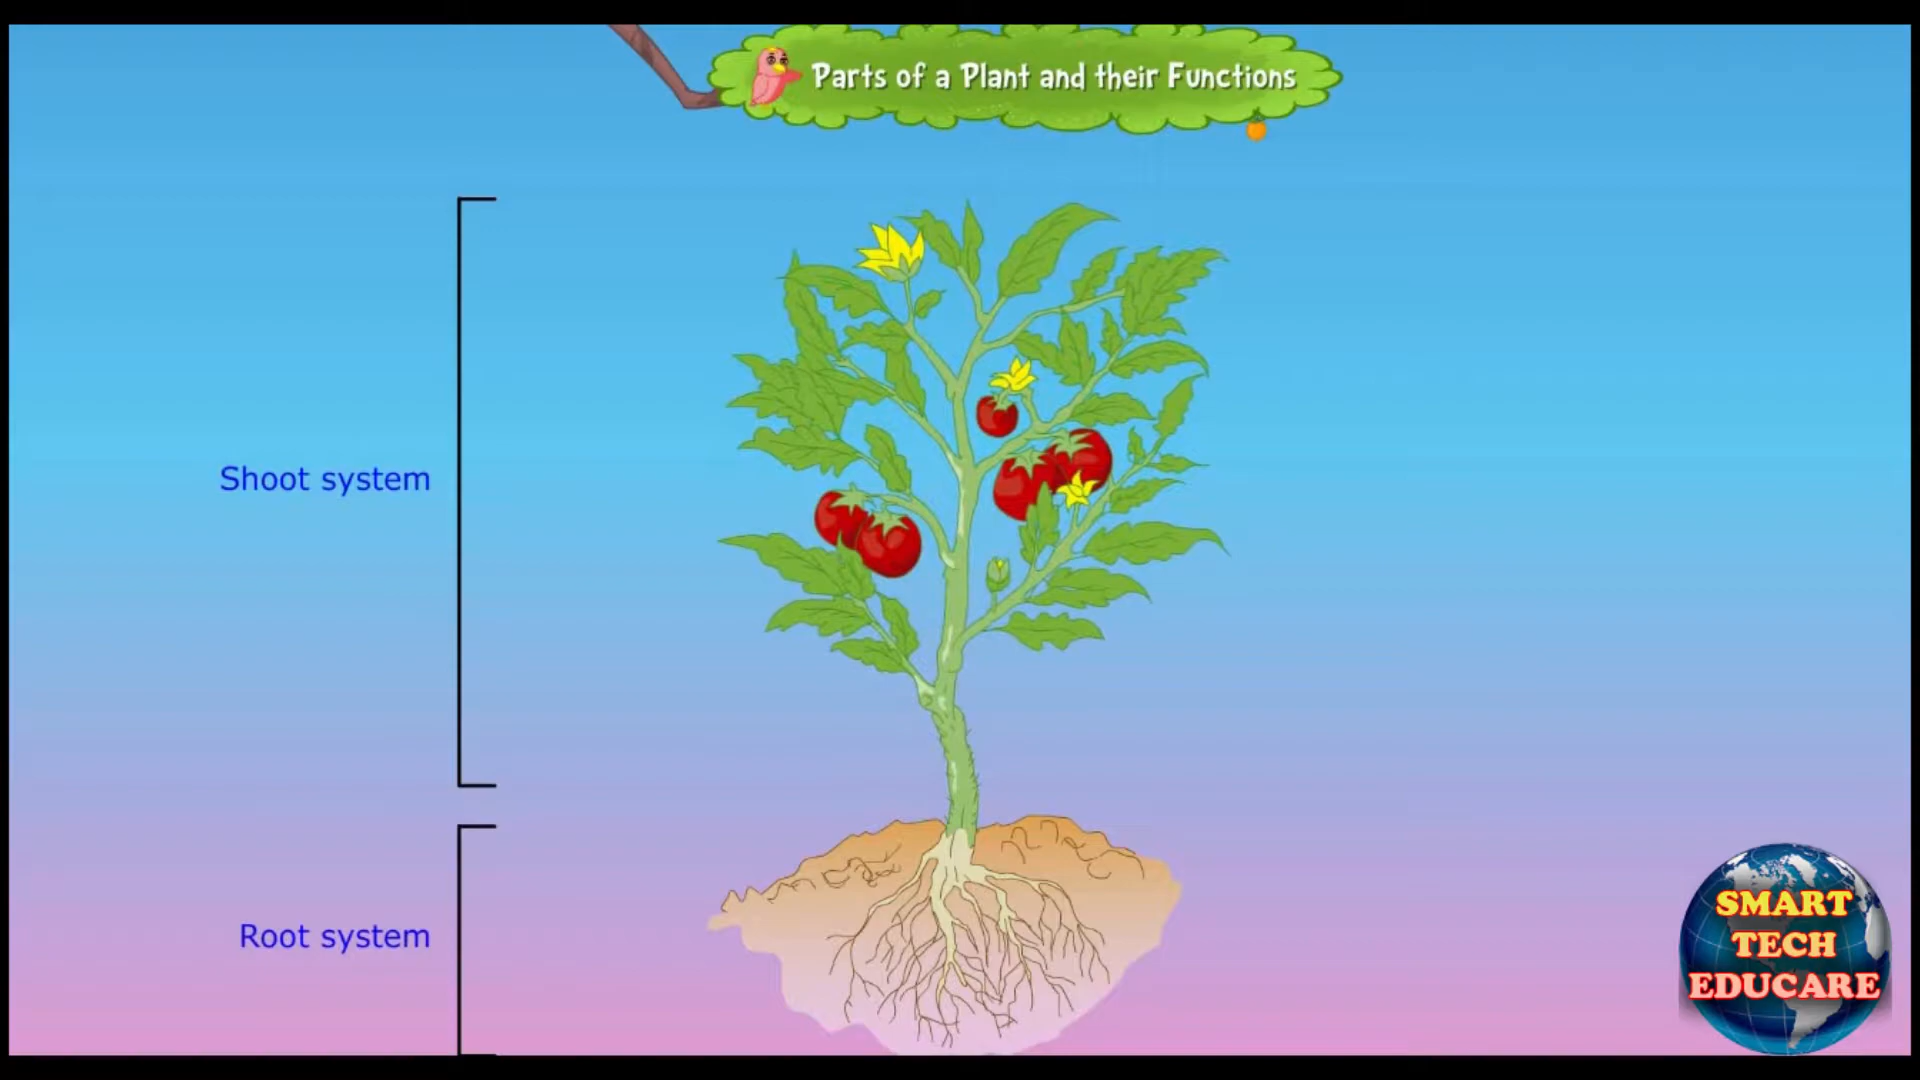 Parts of a Plant and their Functions
Shoot system
Root system
SMART
TECH
EDUCARE